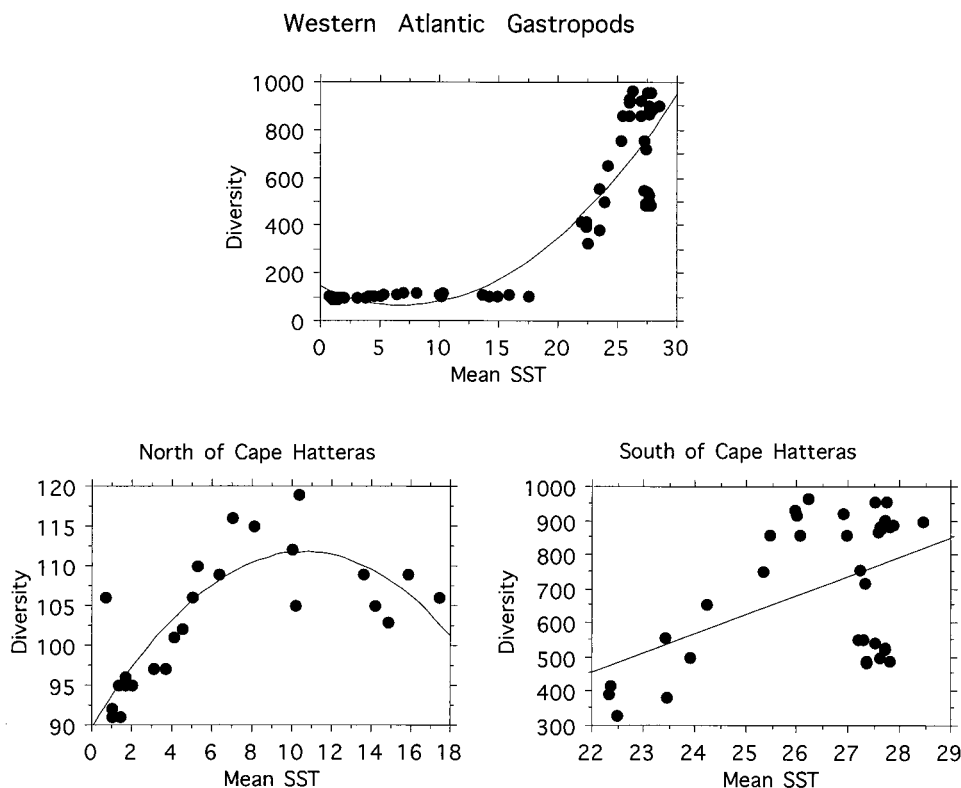 Western Atlantic Gastropods
1000
800
600
400
200
0
Diversity
0 5 10 15 20 25 30
Mean SST
North of Cape Hatteras
120
115
110
105
100
95
90
Diversity
0 2 4 6 8 10 12 14 16 18
Mean SST
South of Cape Hatteras
1000
900
800
700
600
500
400
300
Diversity
22 23 24 25 26 27 28 29
Mean SST